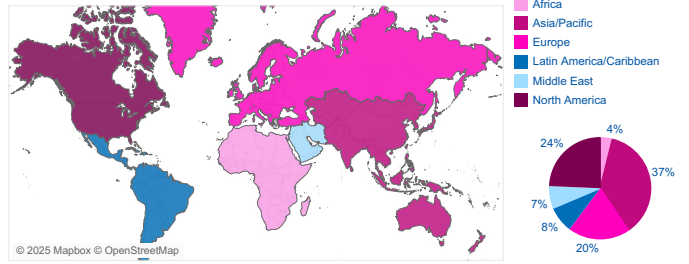 Africa
Asia/Pacific
Europe
Latin America/Caribbean
Middle East
North America
4%
24%
37%
7%
8%
20%
© 2025 Mapbox © OpenStreetMap